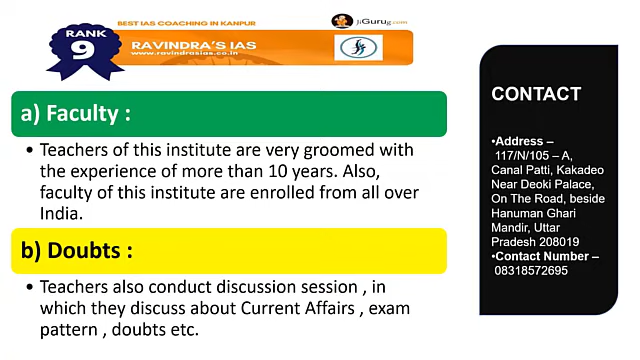 BEST IAS COACHING IN KANPUR
JiGurug.com
RANK
9
RAVINDRA'S IAS
www.ravindrasias.co.in
a) Faculty :
• Teachers of this institute are very groomed with
the experience of more than 10 years. Also,
faculty of this institute are enrolled from all over
India.
b) Doubts :
• Teachers also conduct discussion session , in
which they discuss about Current Affairs , exam
pattern , doubts etc.
CONTACT
•Address –
117/N/105 – A,
Canal Patti, Kakadeo
Near Deoki Palace,
On The Road, beside
Hanuman Ghari
Mandir, Uttar
Pradesh 208019
•Contact Number –
08318572695